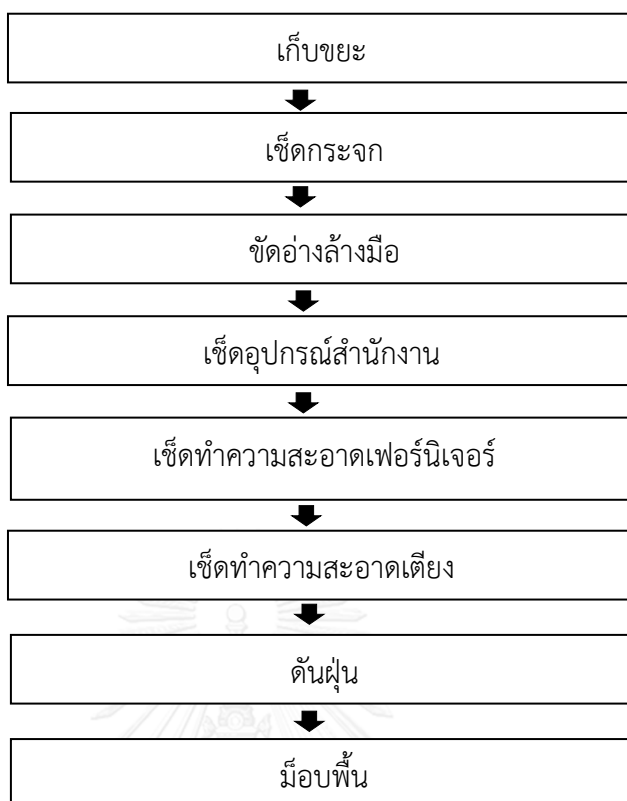 เก็บขยะ
เช็ดกระจก
ขัดอ่างล้างมือ
เช็ดอุปกรณ์สำนักงาน
เช็ดทำความสะอาดเฟอร์นิเจอร์
เช็ดทำความสะอาดเตียง
ดันฝุ่น
ม็อบพื้น